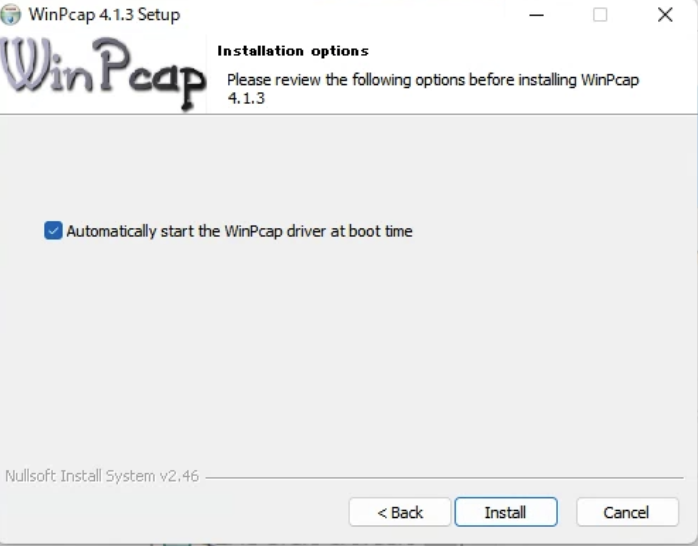 WinPcap 4.1.3 Setup
WinPcap
Installation options
Please review the following options before installing WinPcap
4.1.3
Automatically start the WinPcap driver at boot time
Nullsoft Install System v2.46
< Back
Install
Cancel